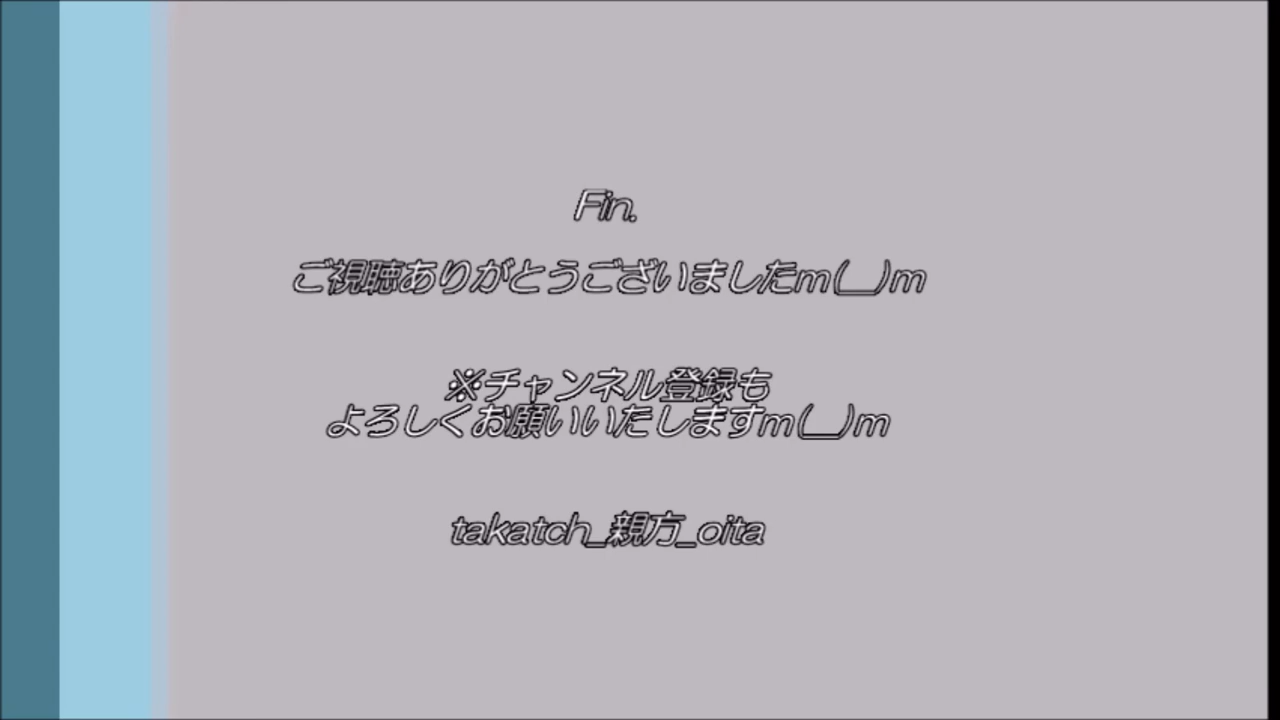 Fin.
ご視聴ありがとうございましたm(__)m
※チャンネル登録も
よろしくお願いいたしますm(__)m
takatch_親方_oita